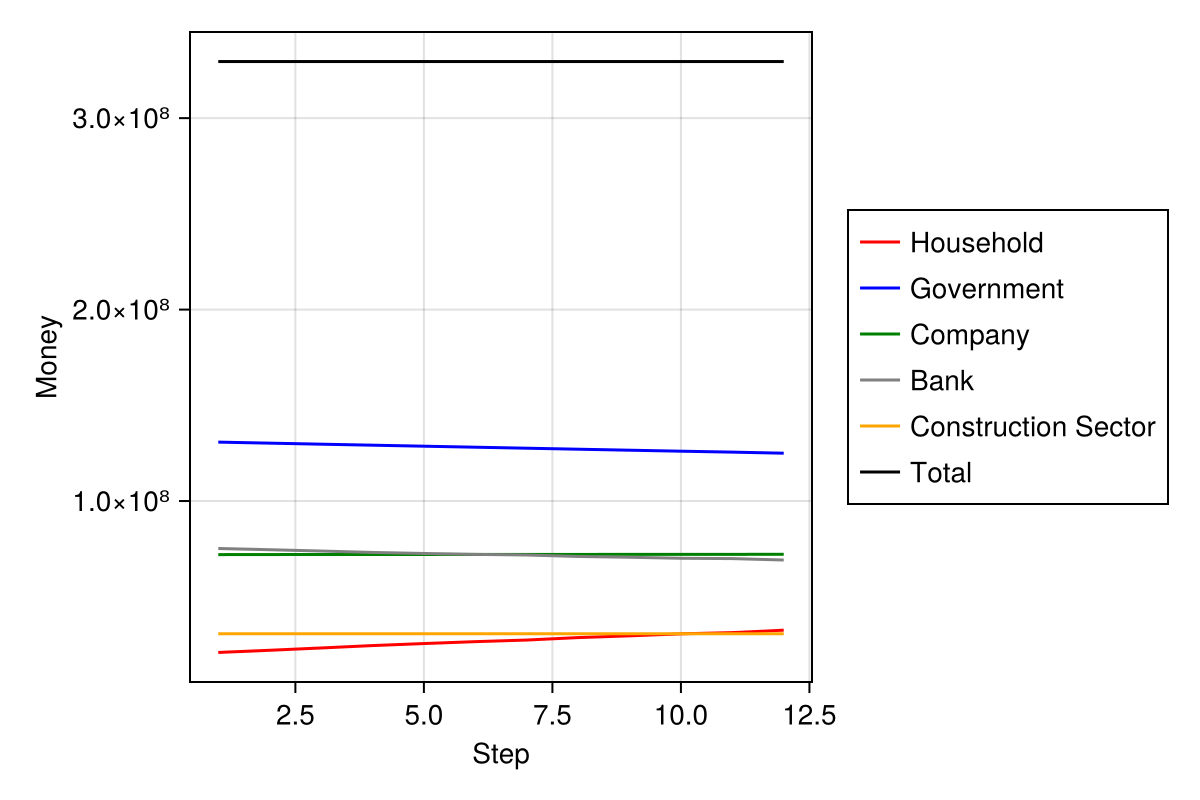 3.0×10⁸
2.0×10⁸
1.0×10⁸
Money
2.5 5.0 7.5 10.0 12.5
Step
Household
Government
Company
Bank
Construction Sector
Total